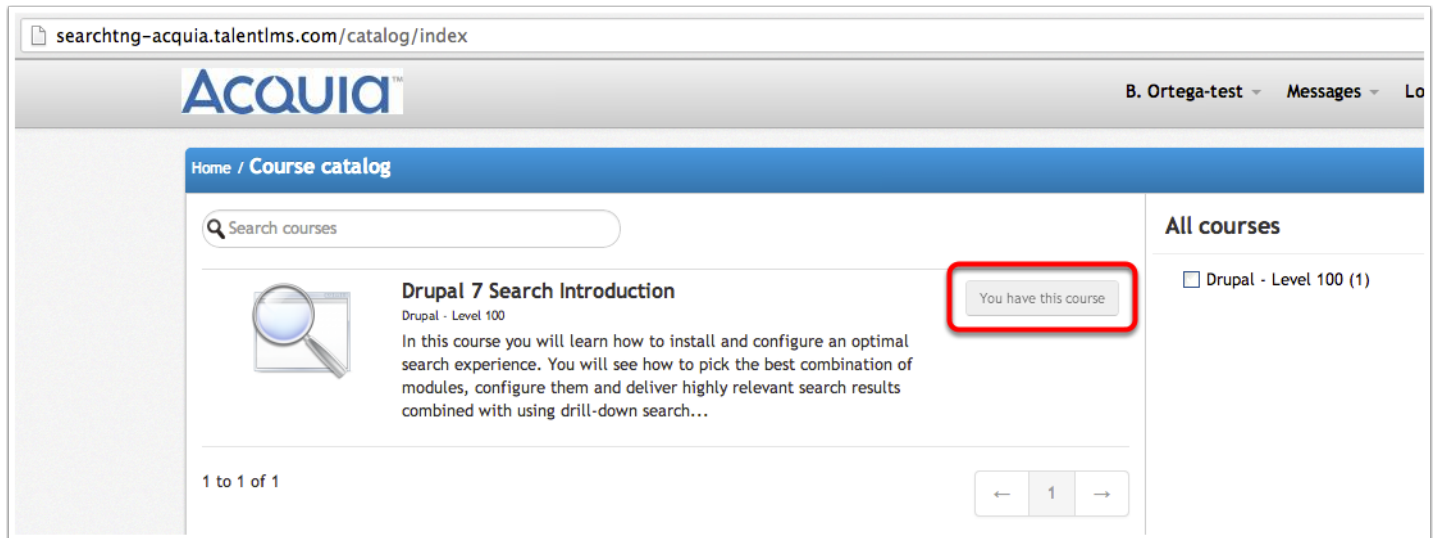 searchtng-acquia.talentlms.com/catalog/index
ACQUIA™
B. Ortega-test Messages Lo
Home / Course catalog
Search courses
All courses
Drupal - Level 100 (1)
Drupal 7 Search Introduction
You have this course
Drupal - Level 100
In this course you will learn how to install and configure an optimal
search experience. You will see how to pick the best combination of
modules, configure them and deliver highly relevant search results
combined with using drill-down search...
1 to 1 of 1
← 1 →